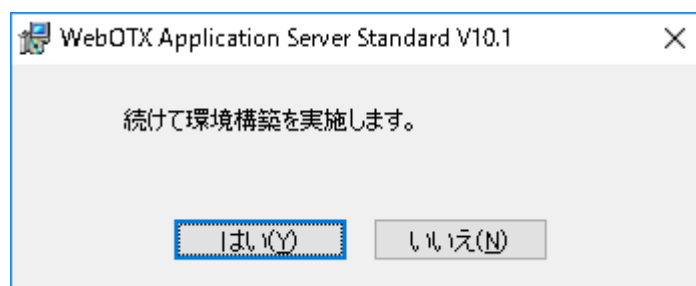 WebOTX Application Server Standard V10.1
続けて環境構築を実施します。
はい(Y) いいえ(N)